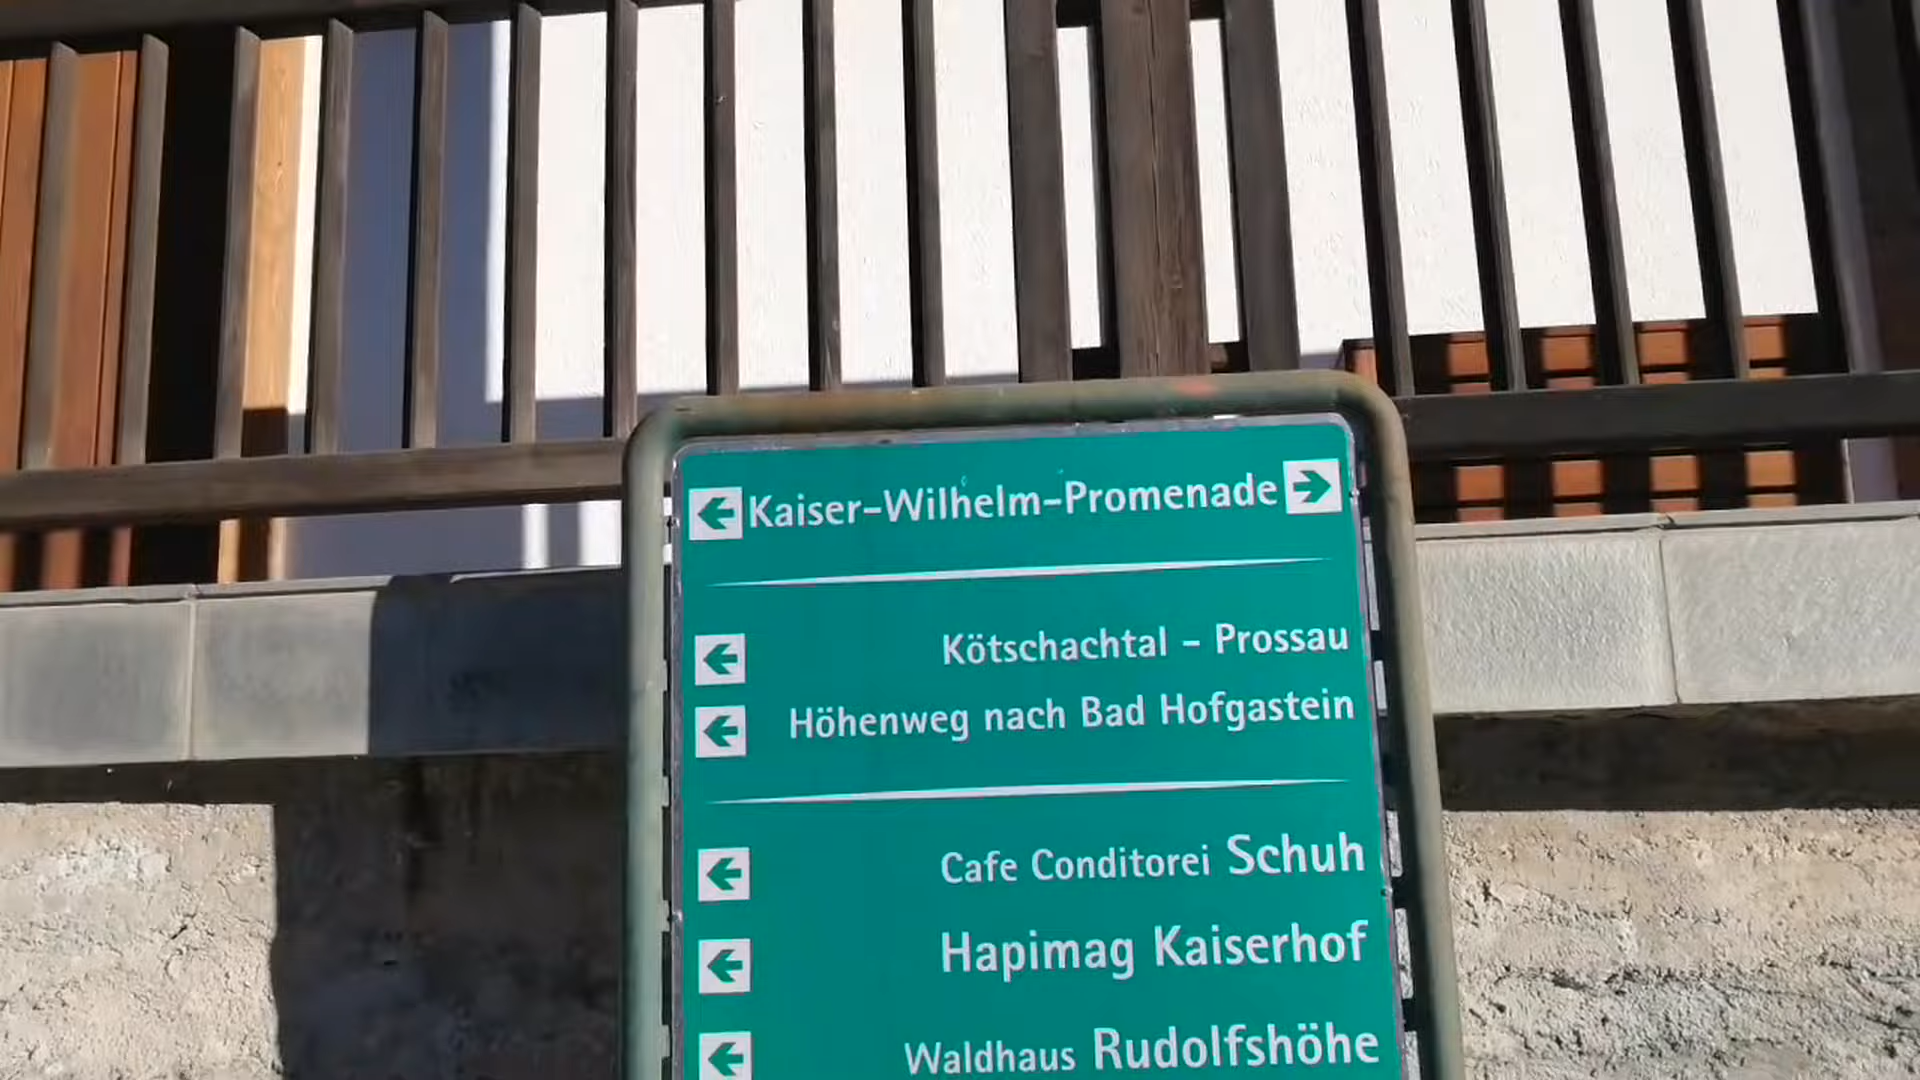 Kaiser-Wilhelm-Promenade
Kötschachtal - Prossau
Höhenweg nach Bad Hofgastein
Cafe Conditorei Schuh
Hapimag Kaiserhof
Waldhaus Rudolfshöhe